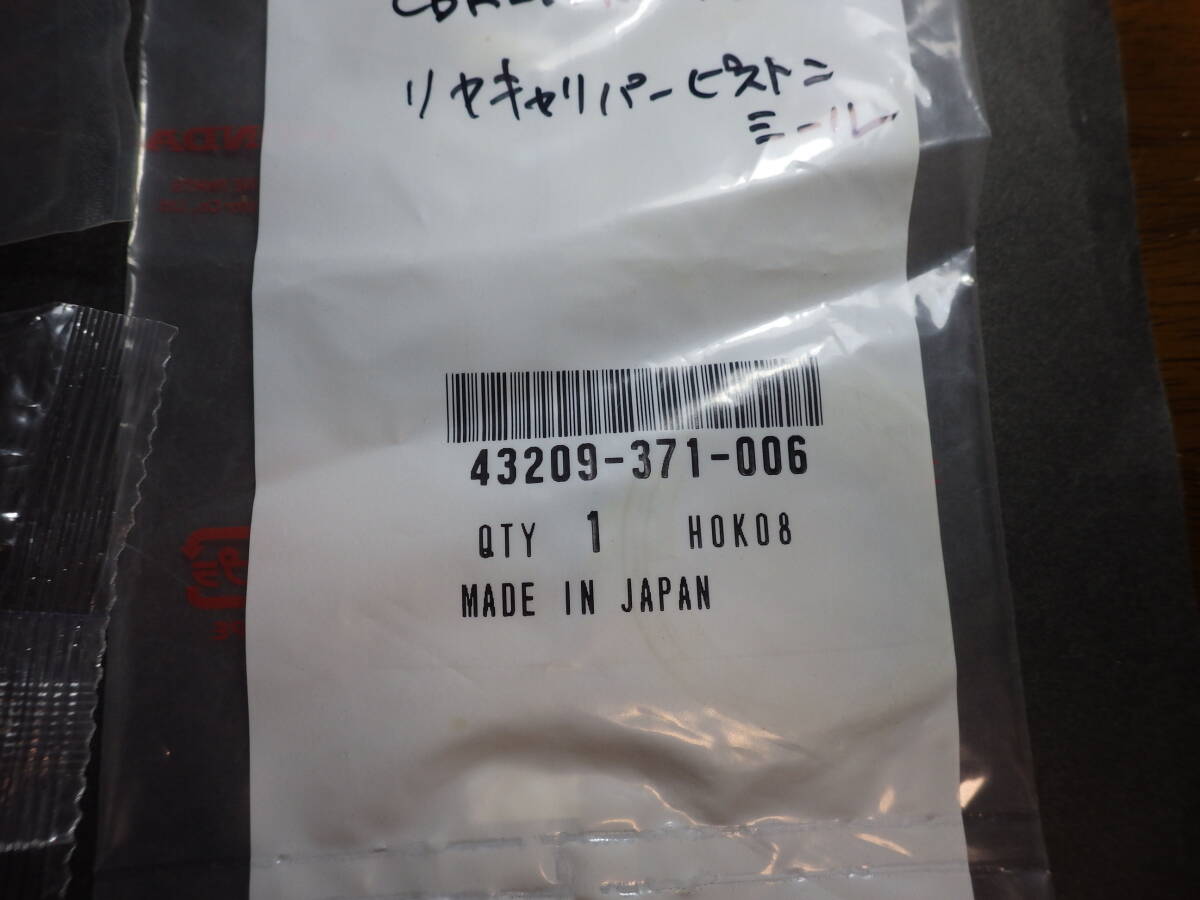 リヤキャリパーピストン
シール
43209-371-006
QTY 1 H0K08
MADE IN JAPAN